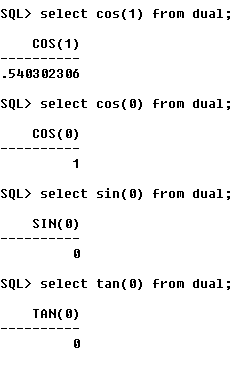 SQL> select cos(1) from dual;
COS(1)
----------
.540302306
SQL> select cos(0) from dual;
COS(0)
----------
1
SQL> select sin(0) from dual;
SIN(0)
----------
0
SQL> select tan(0) from dual;
TAN(0)
----------
0